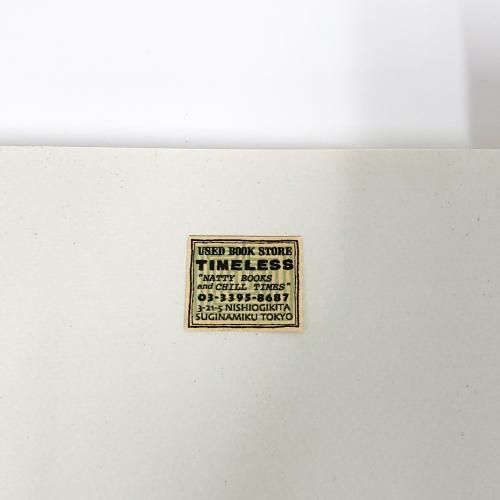 USED BOOK STORE
TIMELESS
"NATTY BOOKS
and CHILL TIMES"
03-3395-8687
3-21-5 NISHIOGIKITA
SUGINAMIKU TOKYO